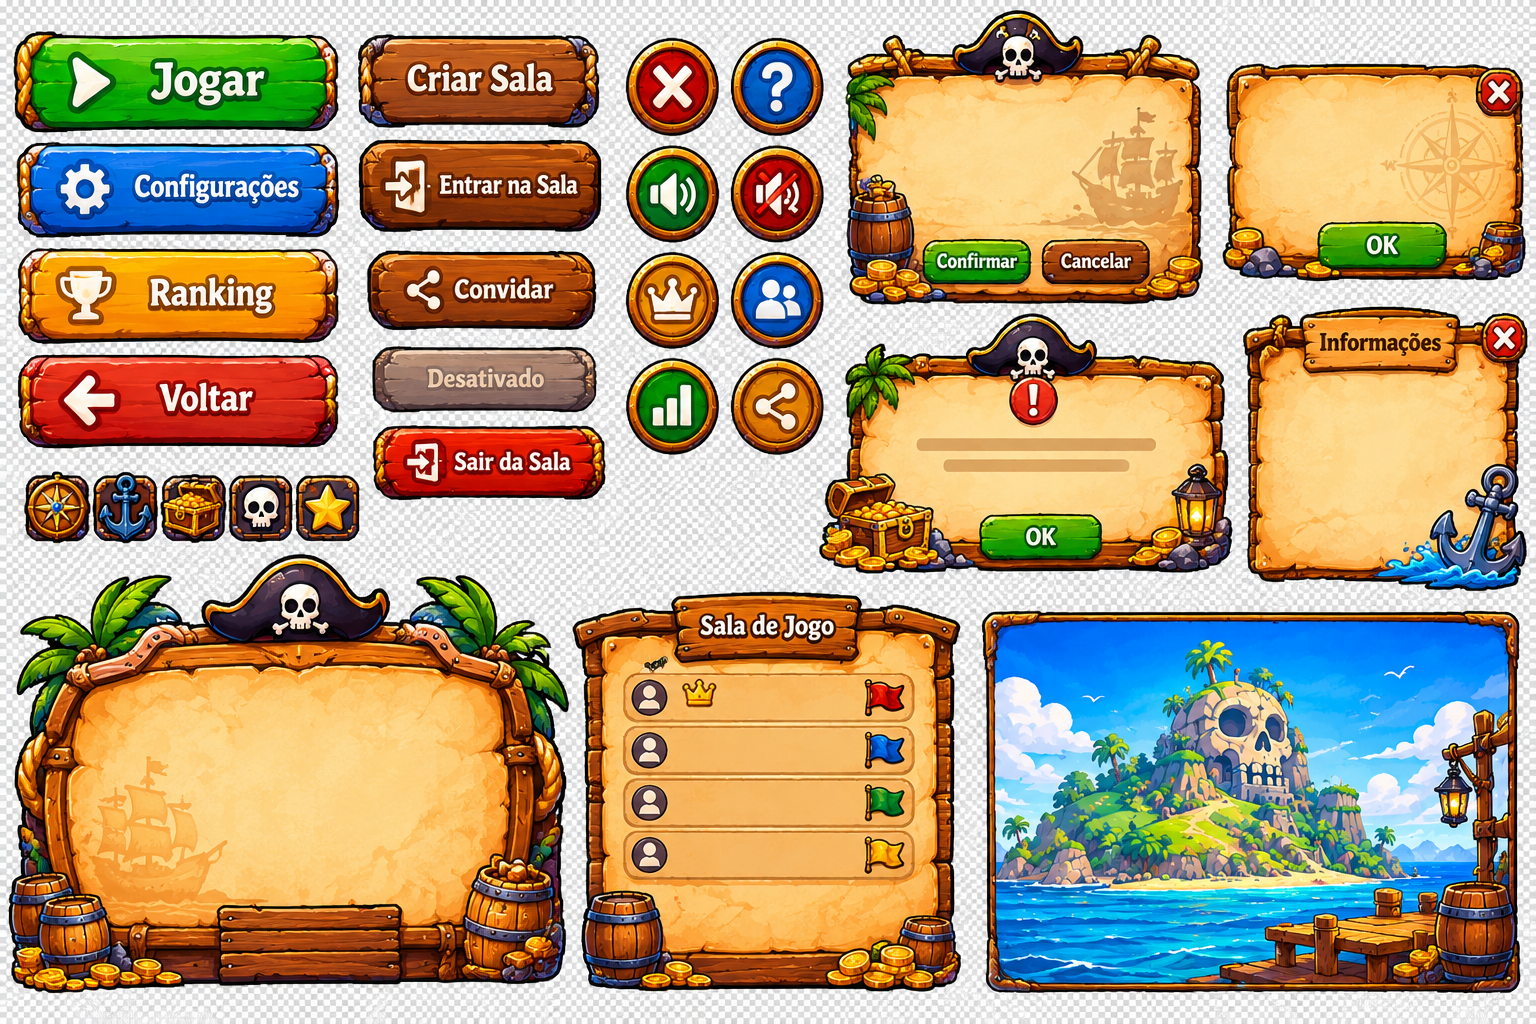 Jogar
Configurações
Ranking
Voltar
Criar Sala
Entrar na Sala
Convidar
Desativado
Sair da Sala
?
Confirmar
Cancelar
OK
!
OK
Informações
Sala de Jogo